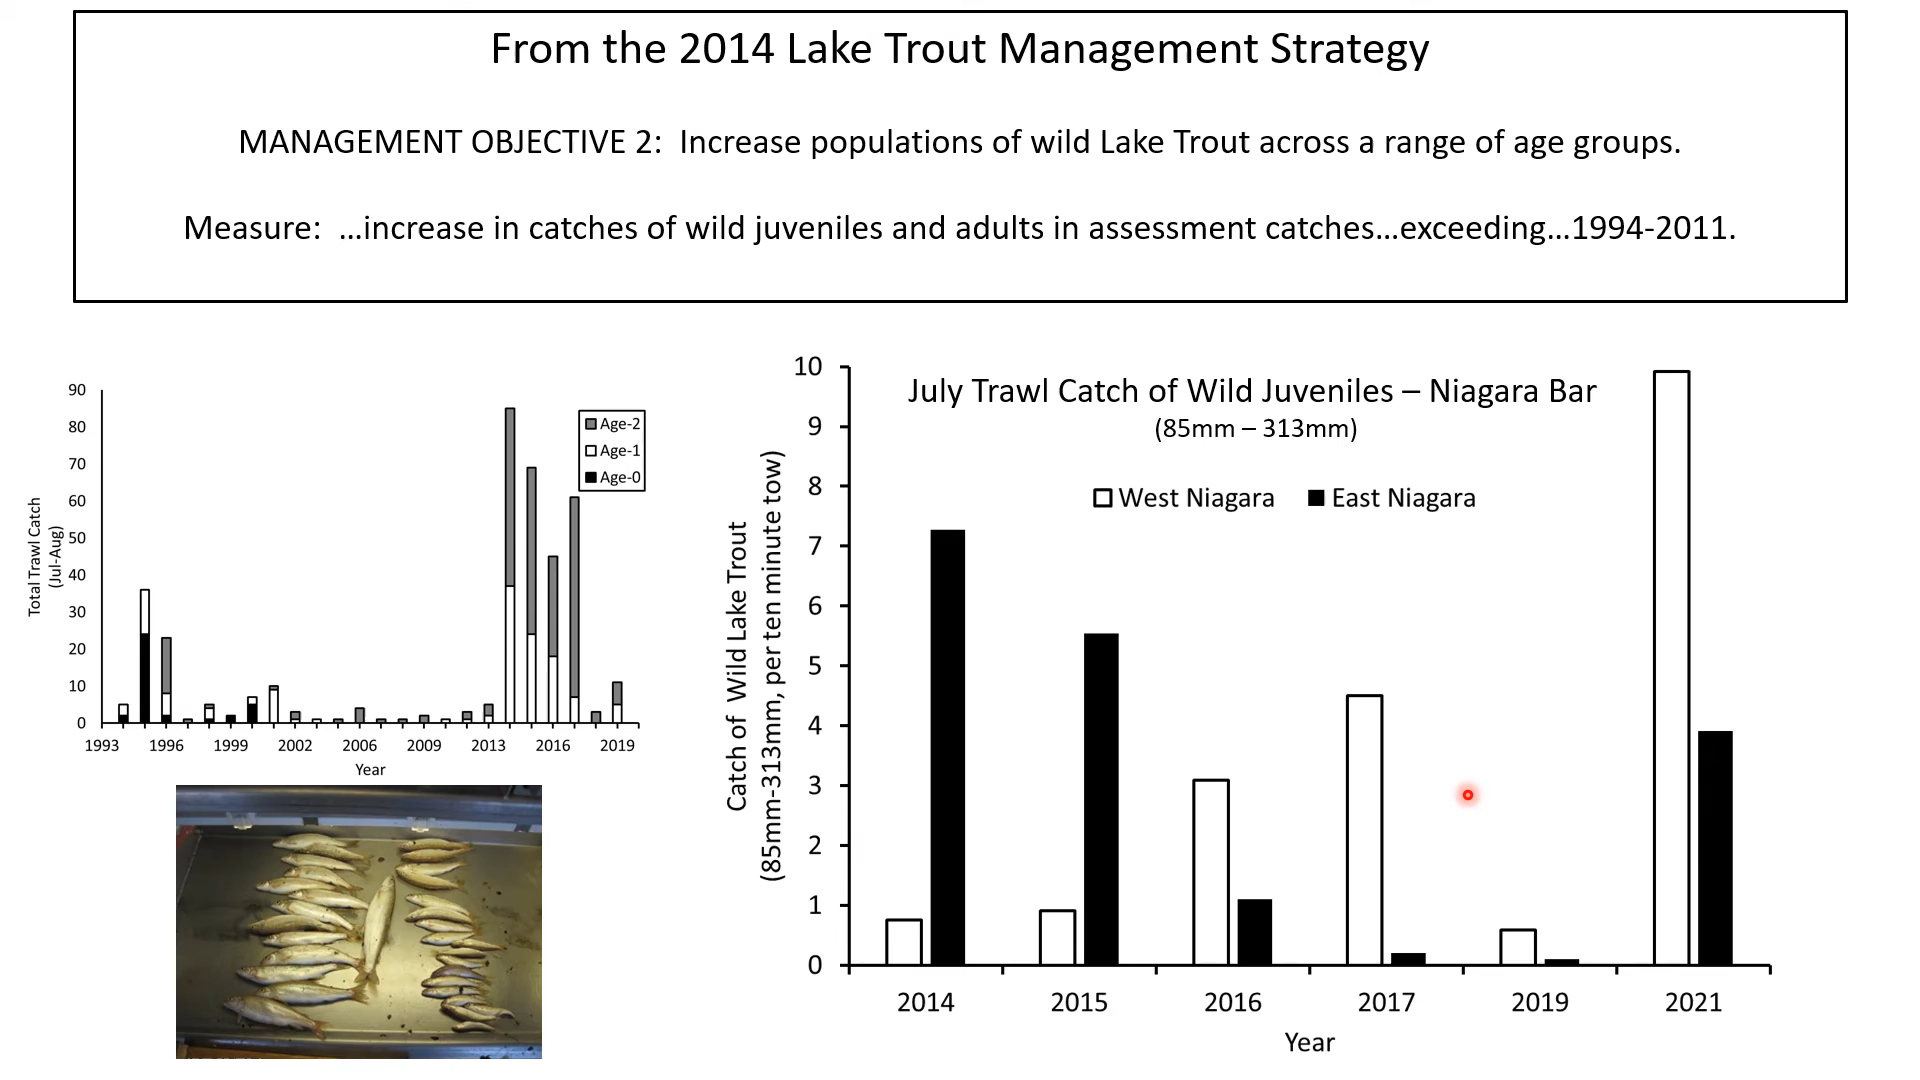 From the 2014 Lake Trout Management Strategy
MANAGEMENT OBJECTIVE 2:  Increase populations of wild Lake Trout across a range of age groups.
Measure:  ...increase in catches of wild juveniles and adults in assessment catches...exceeding...1994-2011.
Total Trawl Catch
(Jul-Aug)
90
80
70
60
50
40
30
20
10
0
Age-2
Age-1
Age-0
1993 1996 1999 2002 2006 2009 2013 2016 2019
Year
Catch of Wild Lake Trout
(85mm-313mm, per ten minute tow)
10
9
8
7
6
5
4
3
2
1
0
July Trawl Catch of Wild Juveniles – Niagara Bar
(85mm – 313mm)
West Niagara East Niagara
2014 2015 2016 2017 2019 2021
Year